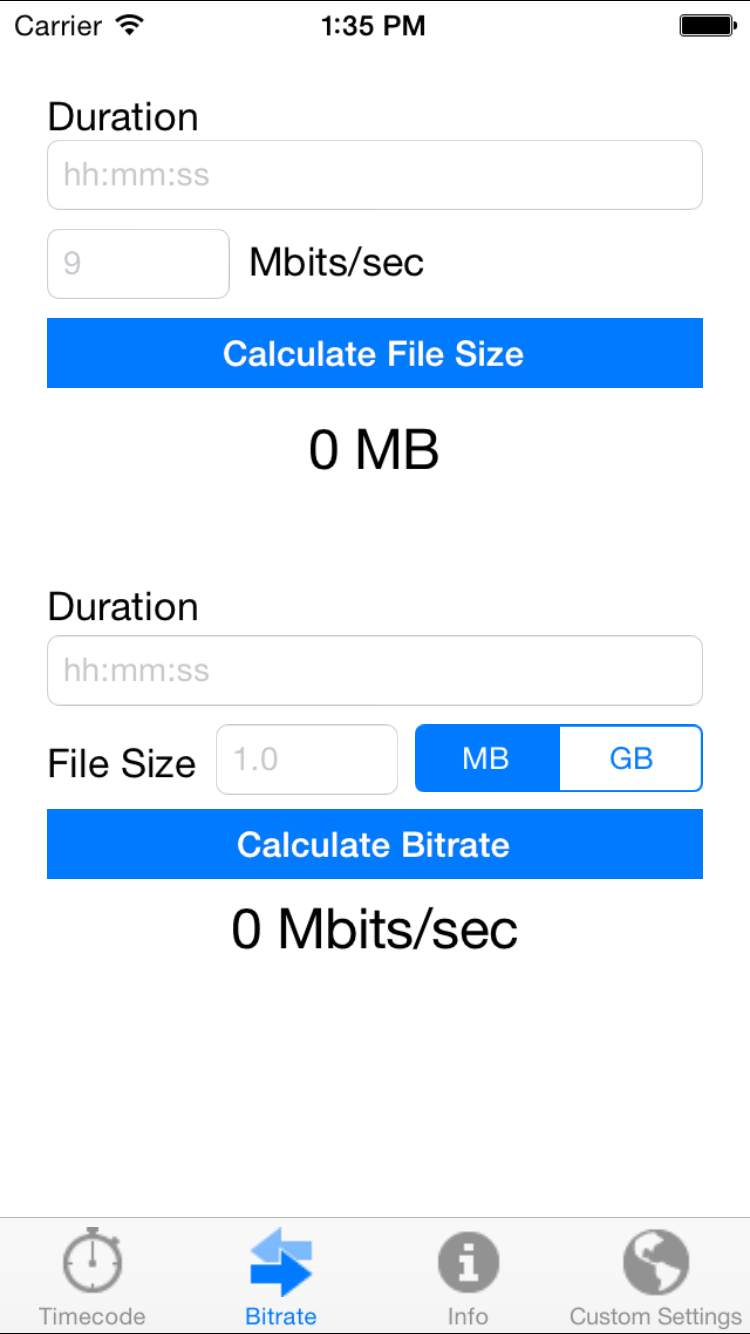 Carrier 1:35 PM
Duration
hh:mm:ss
9 Mbits/sec
Calculate File Size
0 MB
Duration
hh:mm:ss
File Size 1.0 MB GB
Calculate Bitrate
0 Mbits/sec
Timecode Bitrate Info Custom Settings